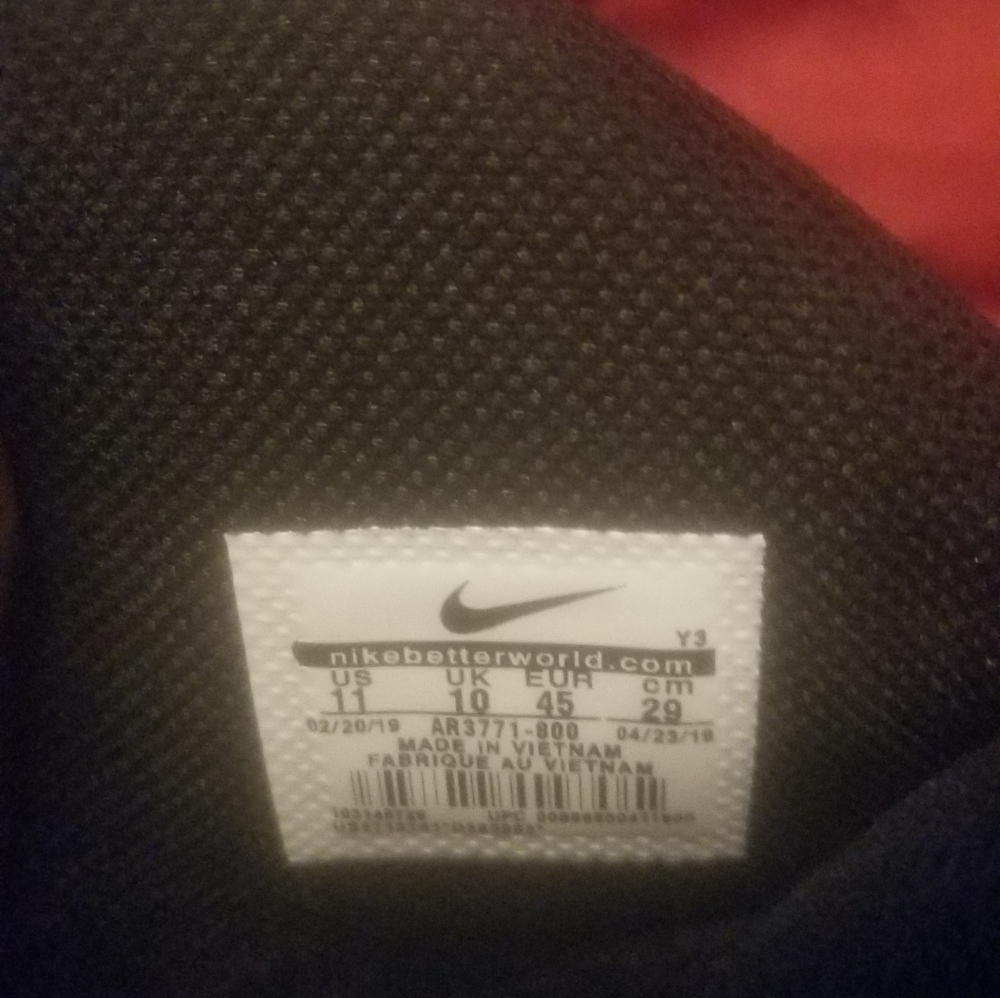 Y3
nikebetterworld.com
US UK EUR cm
11 10 45 29
02/20/19 AR3771-800 04/23/19
MADE IN VIETNAM
FABRIQUE AU VIETNAM
UPC